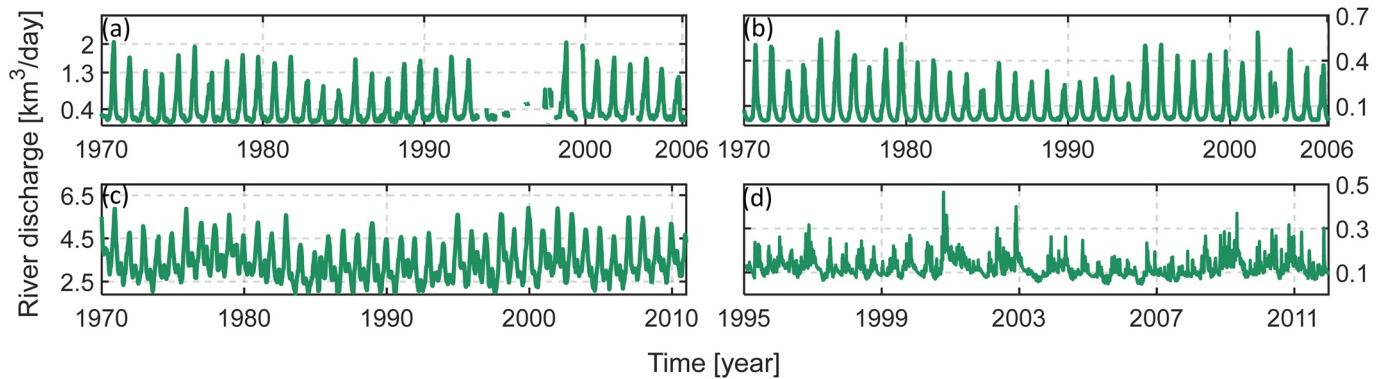 River discharge [km³/day]
(a)
2
1.3
0.4
1970 1980 1990 2000 2006
(b)
0.7
0.4
0.1
1970 1980 1990 2000 2006
(c)
6.5
4.5
2.5
1970 1980 1990 2000 2010
(d)
0.5
0.3
0.1
1995 1999 2003 2007 2011
Time [year]